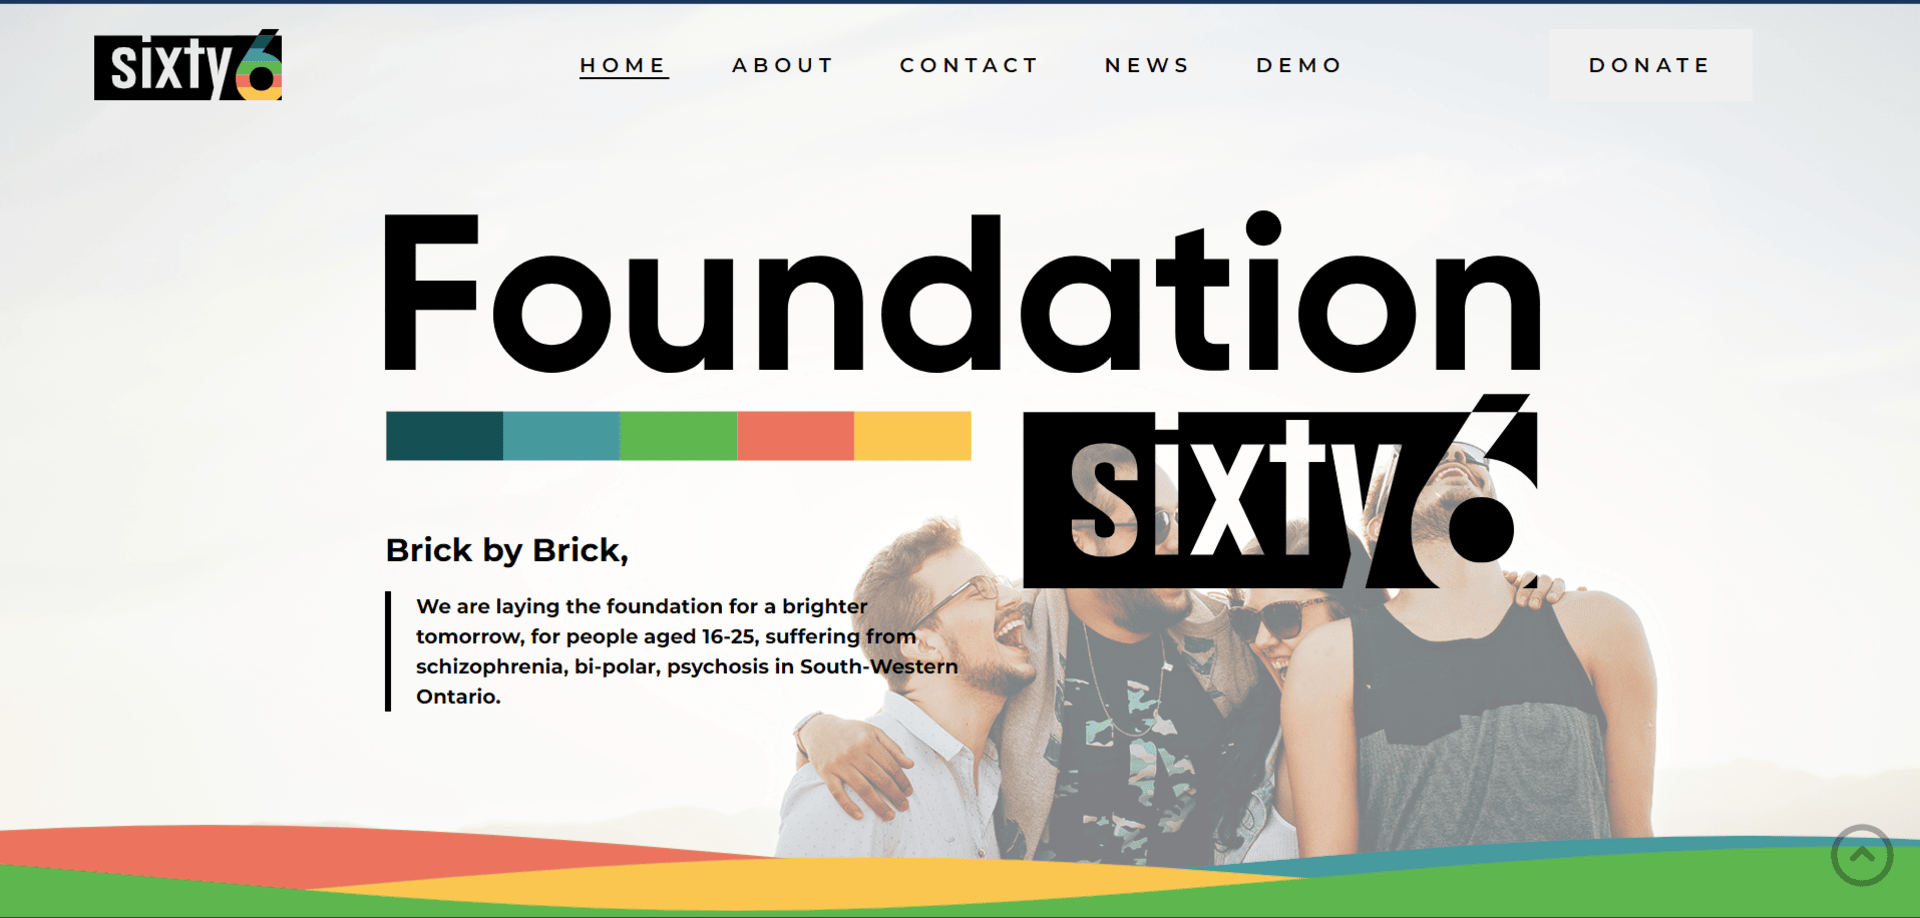 sixty6
HOME
ABOUT
CONTACT
NEWS
DEMO
DONATE
Foundation
sixty6
Brick by Brick,
We are laying the foundation for a brighter
tomorrow, for people aged 16-25, suffering from
schizophrenia, bi-polar, psychosis in South-Western
Ontario.